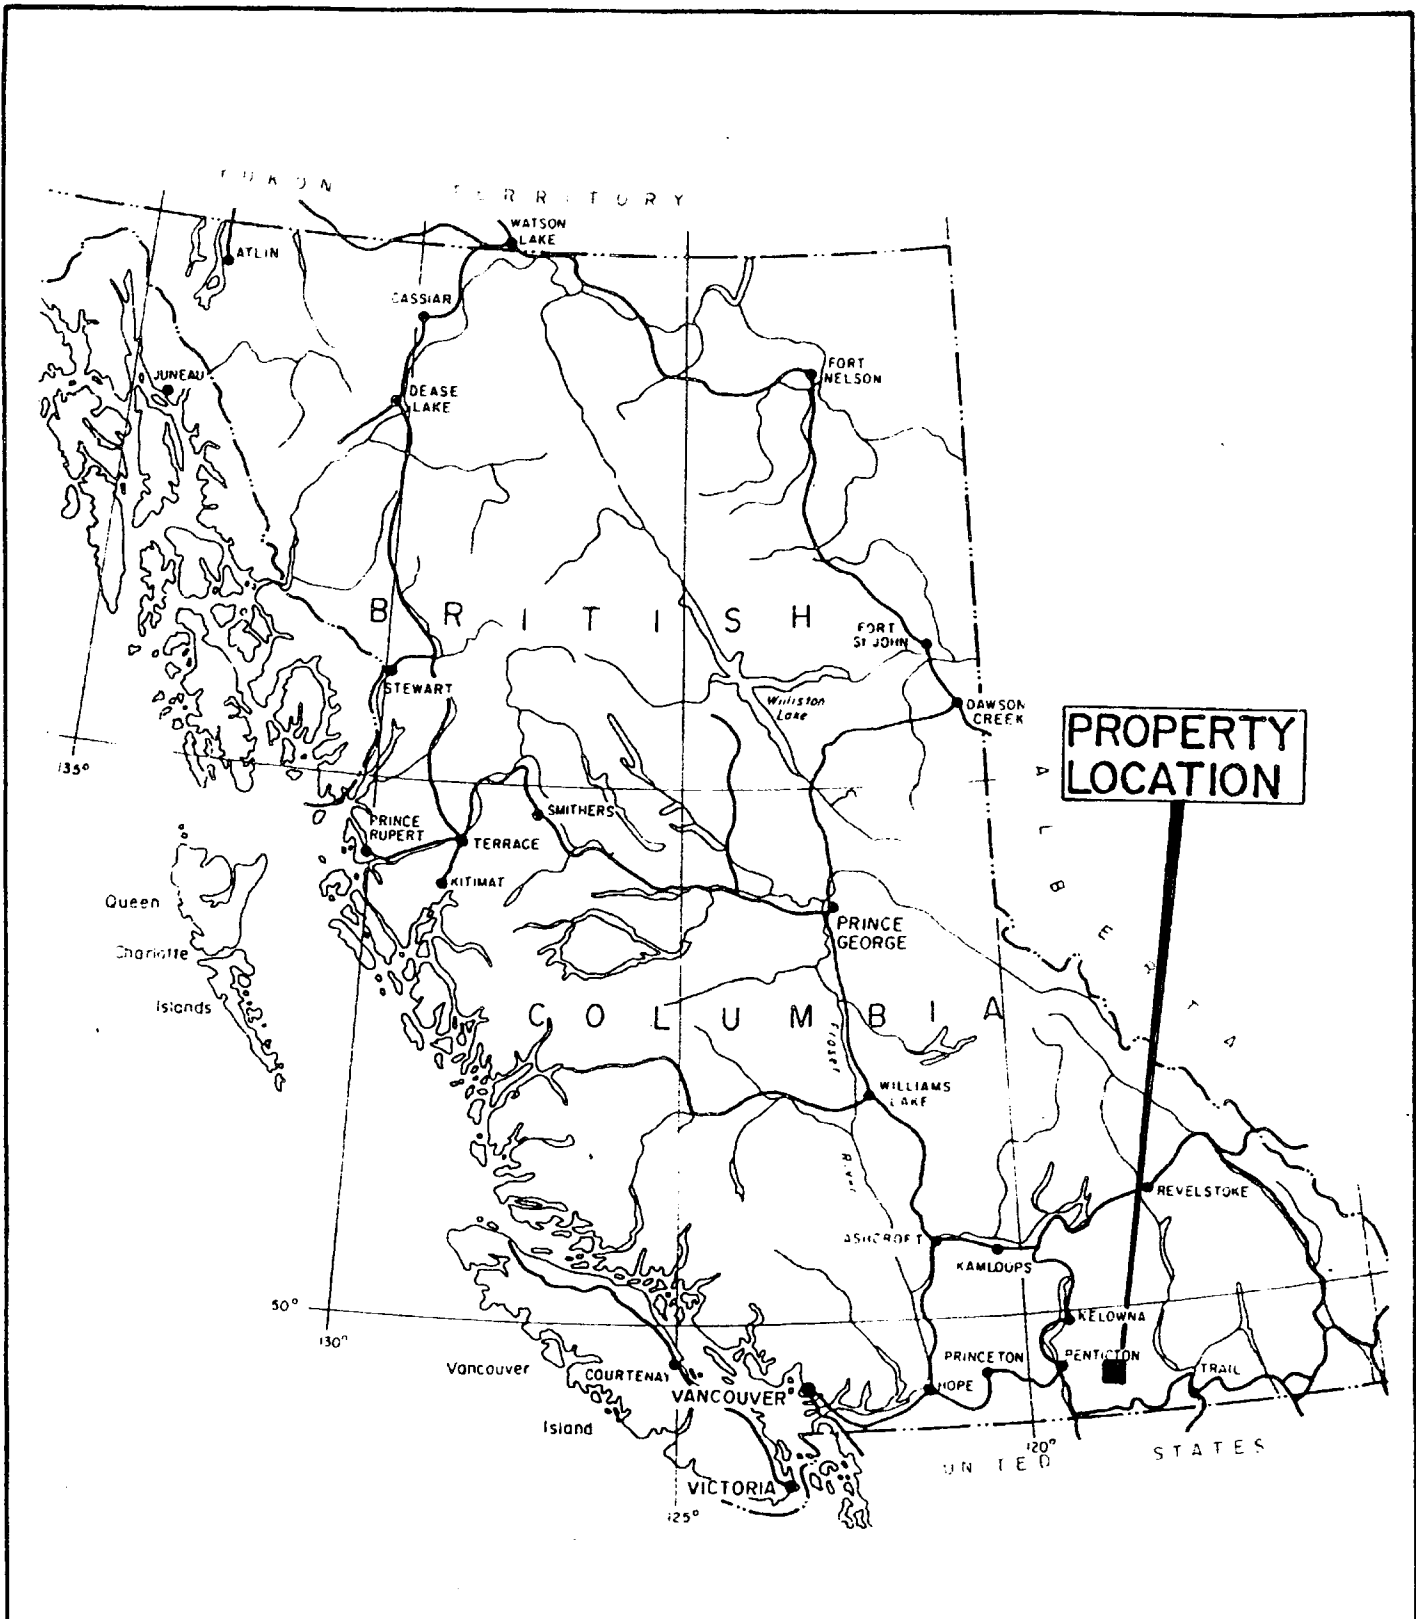 YUKON TERRITORY
WATSON
LAKE
ATLIN
CASSIAR
JUNEAU
DEASE
LAKE
FORT
NELSON
BRITISH
FORT
ST JOHN
STEWART
Williston
Lake
DAWSON
CREEK
PROPERTY
LOCATION
135°
ALBERTA
PRINCE
RUPERT
SMITHERS
TERRACE
KITIMAT
Queen
Charlotte
Islands
PRINCE
GEORGE
COLUMBIA
Fraser
River
WILLIAMS
LAKE
REVELSTOKE
ASHCROFT
KAMLOOPS
50°
130°
KELOWNA
Vancouver
Island
COURTENAY
VANCOUVER
PRINCETON
PENTICTON
TRAIL
HOPE
120°
UNITED STATES
VICTORIA
125°